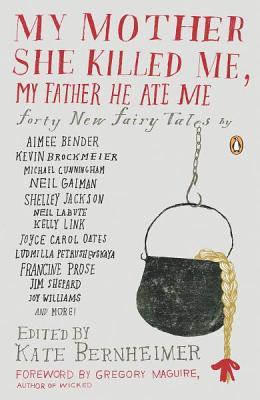 MY MOTHER
SHE KILLED ME,
MY FATHER HE ATE ME
forty New Fairy Tales by
AIMEE BENDER
KEVIN BROCKMEIER
MICHAEL CUNNINGHAM
NEIL GAIMAN
SHELLEY JACKSON
NEIL LABUTE
KELLY LINK
JOYCE CAROL OATES
LUDMILLA PETRUSHEVSKAYA
FRANCINE PROSE
JIM SHEPARD
JOY WILLIAMS
AND MORE!
EDITED BY
KATE BERNHEIMER
FOREWORD BY GREGORY MAGUIRE,
AUTHOR OF WICKED